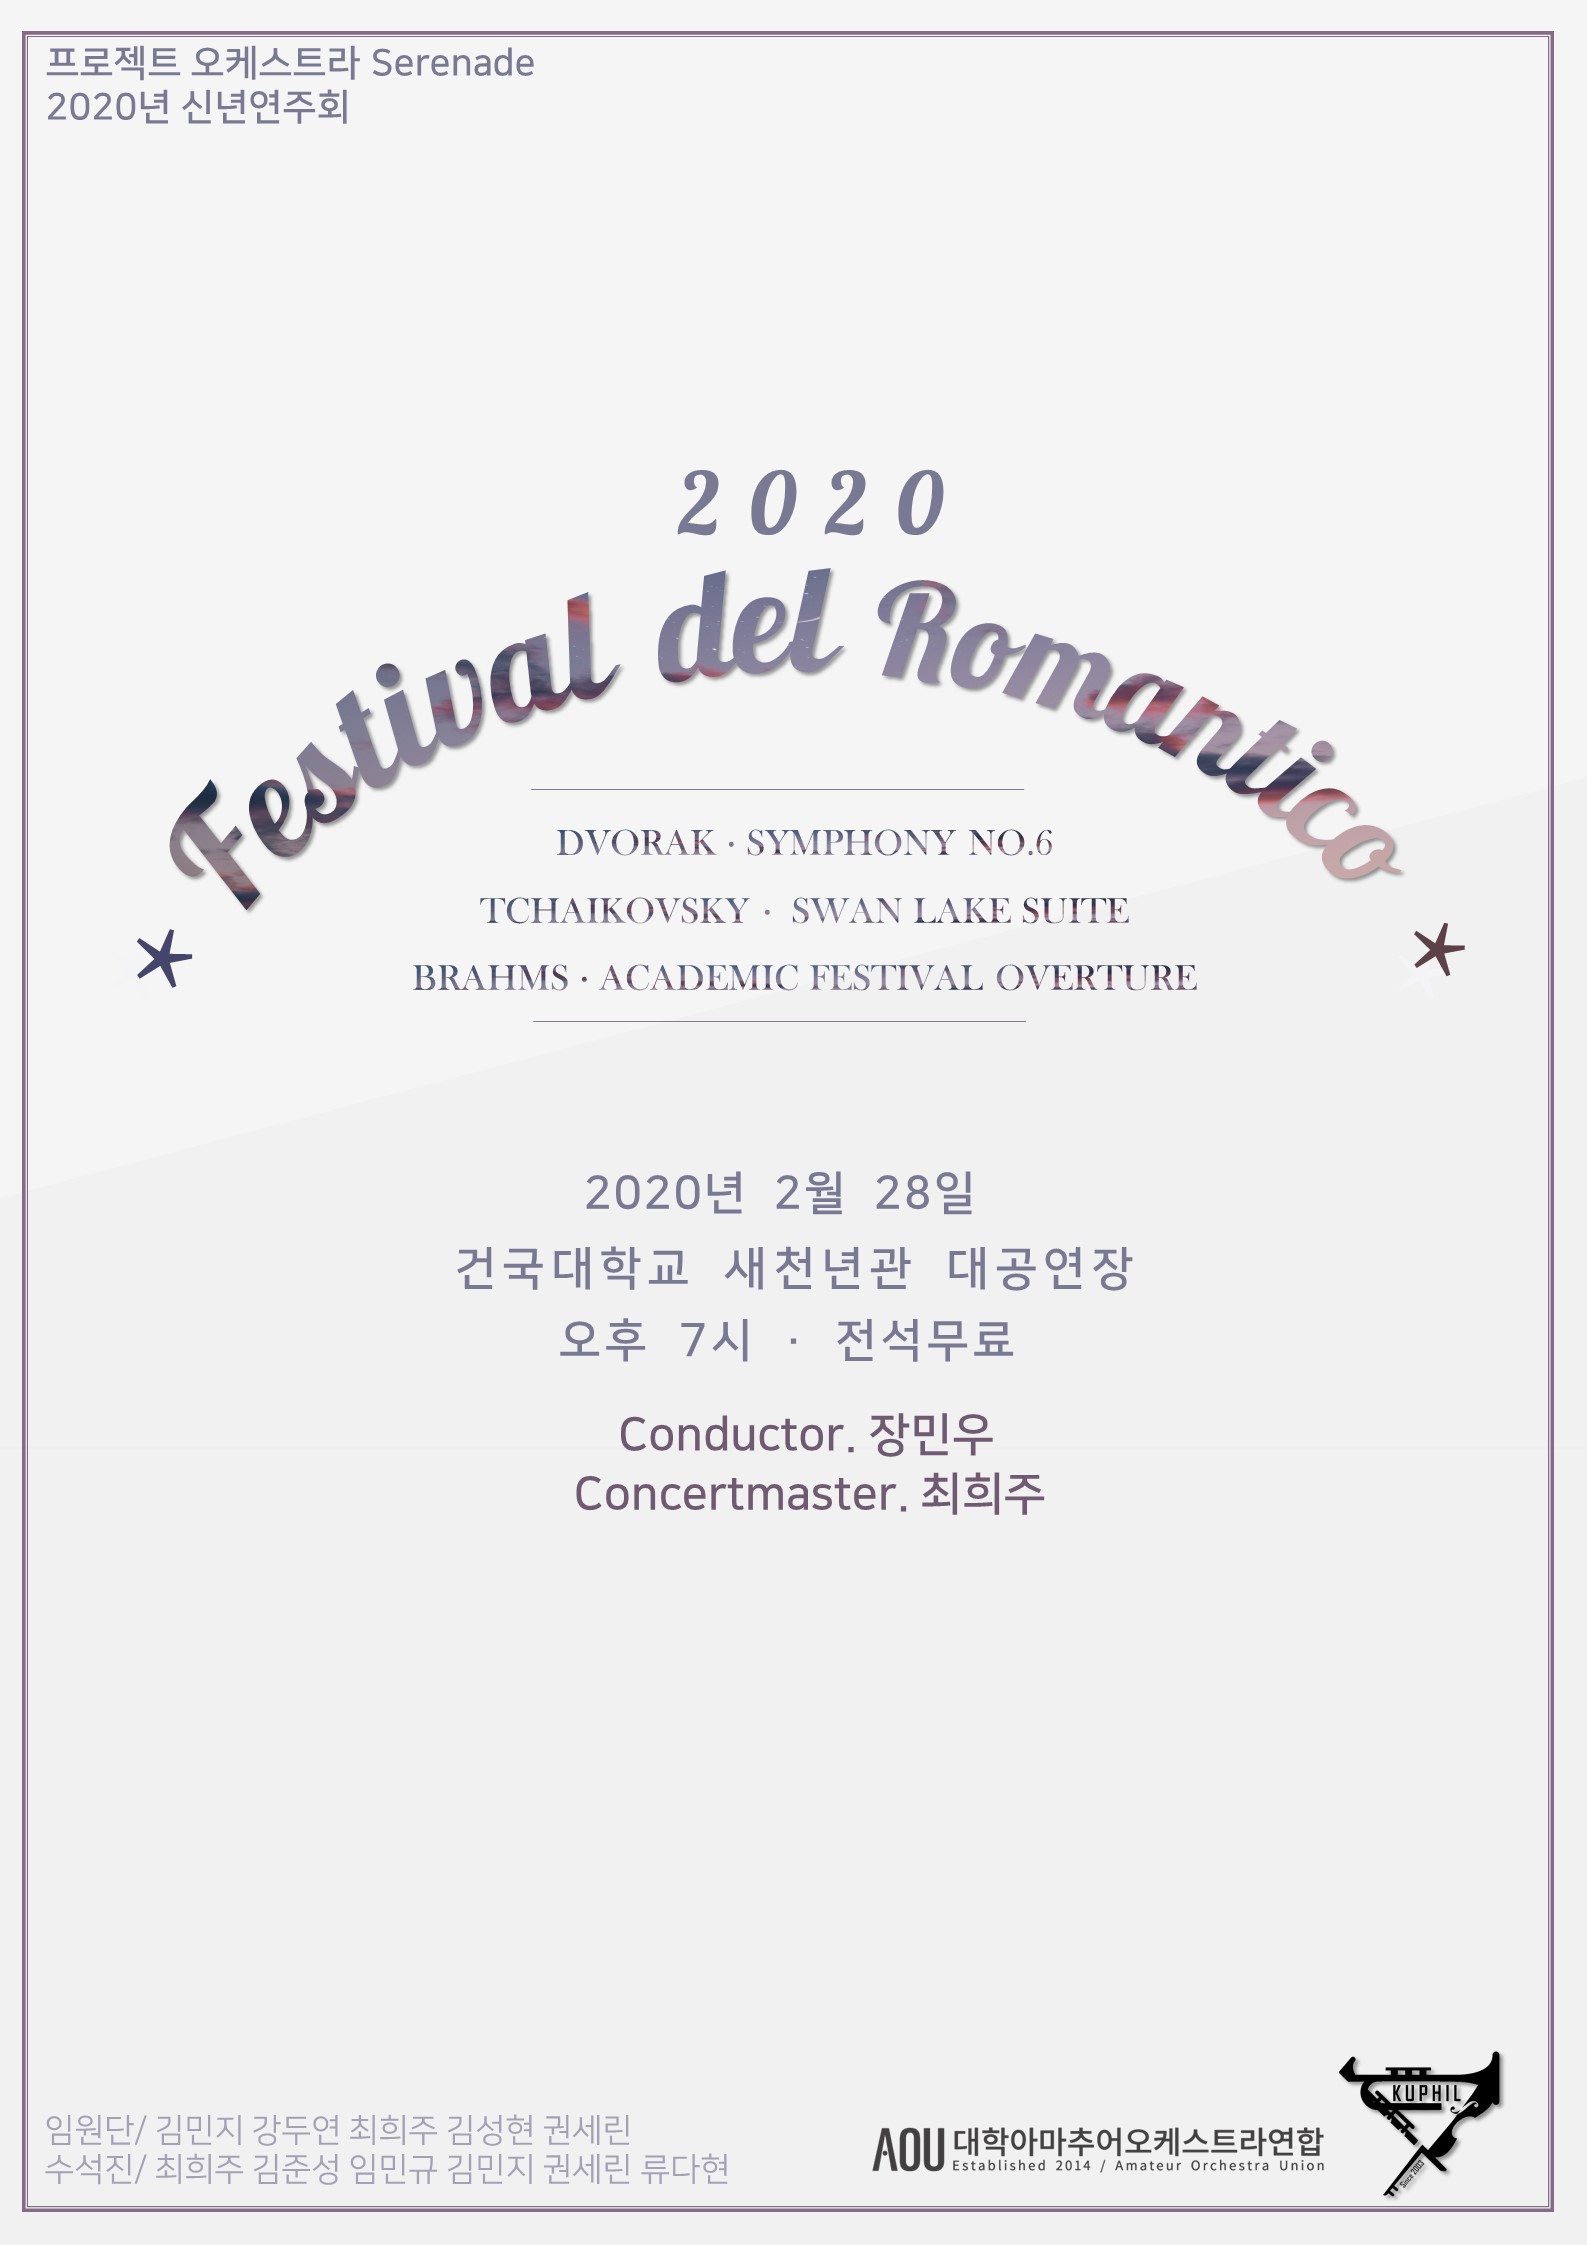 프로젝트 오케스트라 Serenade
2020년 신년연주회
2020
Festival del Romantico
DVORAK · SYMPHONY NO.6
TCHAIKOVSKY · SWAN LAKE SUITE
BRAHMS · ACADEMIC FESTIVAL OVERTURE
2020년 2월 28일
건국대학교 새천년관 대공연장
오후 7시 · 전석무료
Conductor. 장민우
Concertmaster. 최희주
임원단/ 김민지 강두연 최희주 김성현 권세린
수석진/ 최희주 김준성 임민규 김민지 권세린 류다현
AOU 대학아마추어오케스트라연합
Established 2014 / Amateur Orchestra Union
KUPHIL
Since 2003